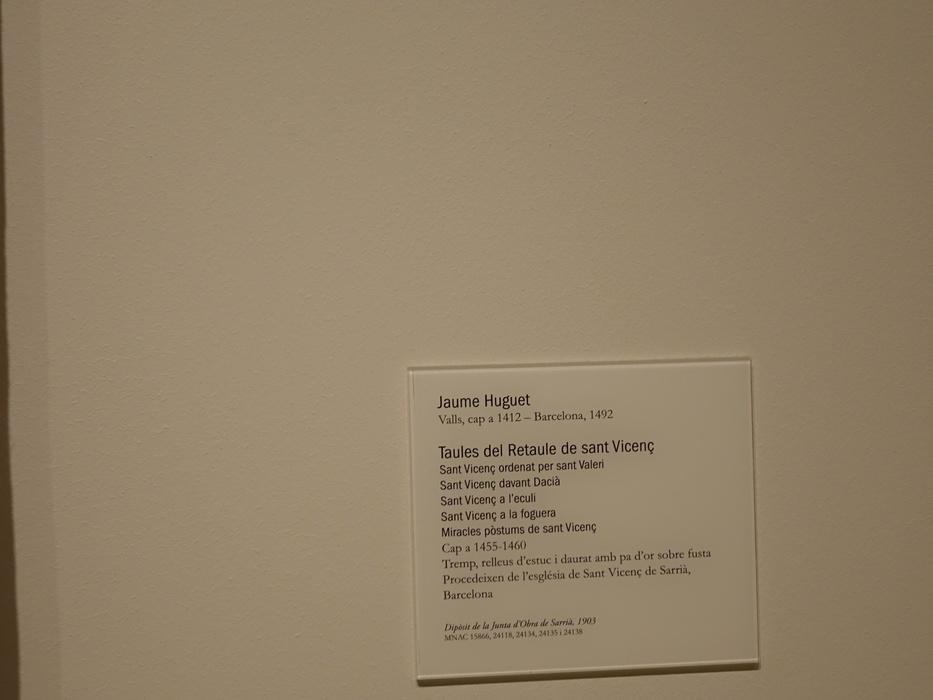 Jaume Huguet
Valls, cap a 1412 – Barcelona, 1492
Taules del Retaule de sant Vicenç
Sant Vicenç ordenat per sant Valeri
Sant Vicenç davant Dacià
Sant Vicenç a l'eculi
Sant Vicenç a la foguera
Miracles pòstums de sant Vicenç
Cap a 1455-1460
Tremp, relleus d'estuc i daurat amb pa d'or sobre fusta
Procedeixen de l'església de Sant Vicenç de Sarrià,
Barcelona
Dipòsit de la Junta d'Obra de Sarrià, 1903
MNAC 15866, 24118, 24134, 24135 i 24138